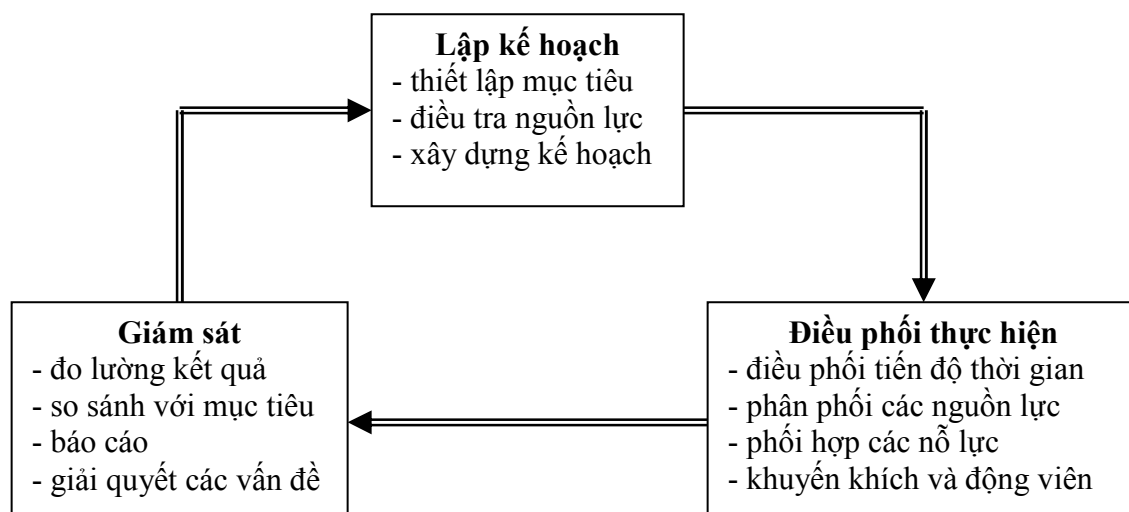 Lập kế hoạch
- thiết lập mục tiêu
- điều tra nguồn lực
- xây dựng kế hoạch
Giám sát
- đo lường kết quả
- so sánh với mục tiêu
- báo cáo
- giải quyết các vấn đề
Điều phối thực hiện
- điều phối tiến độ thời gian
- phân phối các nguồn lực
- phối hợp các nỗ lực
- khuyến khích và động viên